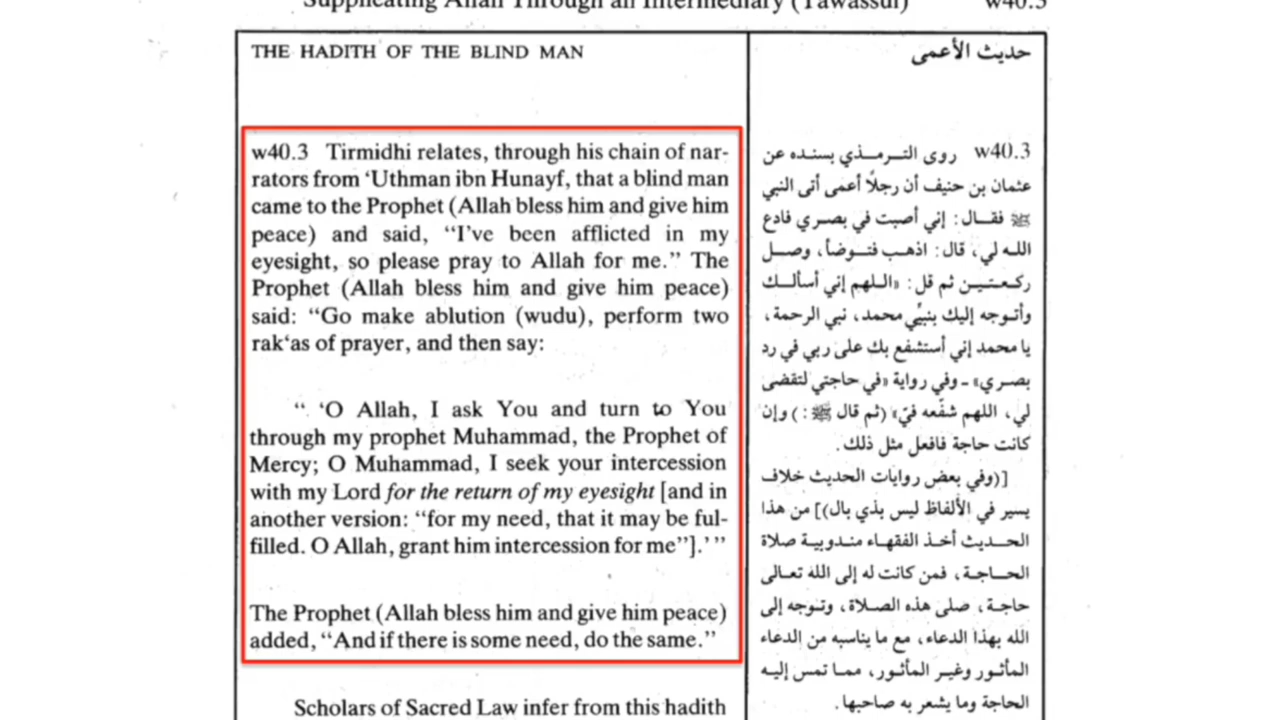 Supplicating Allah Through an Intermediary (Tawassul) w40.3
THE HADITH OF THE BLIND MAN
w40.3 Tirmidhi relates, through his chain of nar-
rators from ‘Uthman ibn Hunayf, that a blind man
came to the Prophet (Allah bless him and give him
peace) and said, “I’ve been afflicted in my
eyesight, so please pray to Allah for me.” The
Prophet (Allah bless him and give him peace)
said: “Go make ablution (wudu), perform two
rak‘as of prayer, and then say:
“ ‘O Allah, I ask You and turn to You
through my prophet Muhammad, the Prophet of
Mercy; O Muhammad, I seek your intercession
with my Lord for the return of my eyesight [and in
another version: “for my need, that it may be ful-
filled. O Allah, grant him intercession for me”].’ ”
The Prophet (Allah bless him and give him peace)
added, “And if there is some need, do the same.”
Scholars of Sacred Law infer from this hadith
حديث الأعمى
w40.3 روى الترمذي بسنده عن
عثمان بن حنيف أن رجلاً أعمى أتى النبي
ﷺ فقال: إني أصبت في بصري فادع
الله لي، قال: اذهب فتوضأ، وصل
ركعتين ثم قل: «اللهم إني أسألك
وأتوجه إليك بنبيِّي محمد، نبي الرحمة،
يا محمد إني أستشفع بك على ربي في رد
بصري» ـ وفي رواية «في حاجتي لتقضى
لي، اللهم شفّعه فيّ» (ثم قال ﷺ :) وإن
كانت حاجة فافعل مثل ذلك.
[(وفي بعض روايات الحديث خلاف
يسير في الألفاظ ليس بذي بال)] من هذا
الحديث أخذ الفقهاء مندوبية صلاة
الحاجة، فمن كانت له إلى الله تعالى
حاجة، صلى هذه الصلاة، وتوجه إلى
الله بهذا الدعاء، مع ما يناسبه من الدعاء
المأثور وغير المأثور، مما تمس إليه
الحاجة وما يشعر به صاحبها.